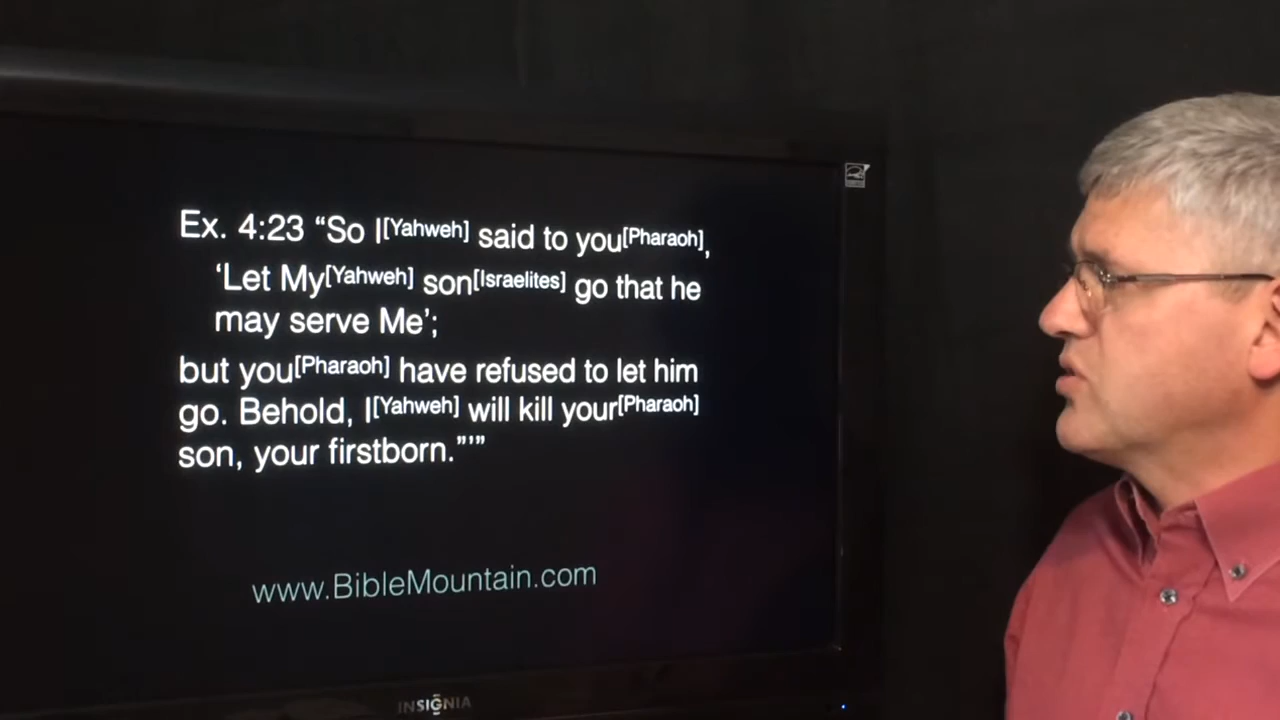 Ex. 4:23 “So I[Yahweh] said to you[Pharaoh],
‘Let My[Yahweh] son[Israelites] go that he
may serve Me’;
but you[Pharaoh] have refused to let him
go. Behold, I[Yahweh] will kill your[Pharaoh]
son, your firstborn.”’”
www.BibleMountain.com
INSIGNIA